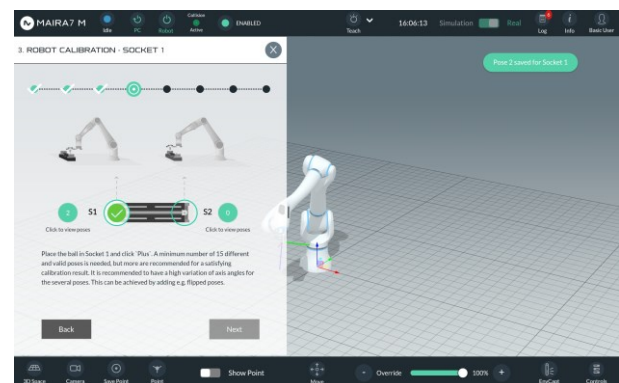 MAIRA7 M
Idle
PC
Robot
Collision
Active
ENABLED
Teach
16:06:13
Simulation
Real
Log
Info
Basic User
3. ROBOT CALIBRATION - SOCKET 1
Pose 2 saved for Socket 1
2
S1
S2
0
Click to view poses
Click to view poses
Place the ball in Socket 1 and click `Plus`. A minimum number of 15 different
and valid poses is needed, but more are recommended for a satisfying
calibration result. It is recommended to have a high variation of axis angles for
the several poses. This can be achieved by adding e.g. flipped poses.
Back
Next
3D Space
Camera
Save Point
Point
Show Point
Move
- Override
100% +
EasyCast
Controls